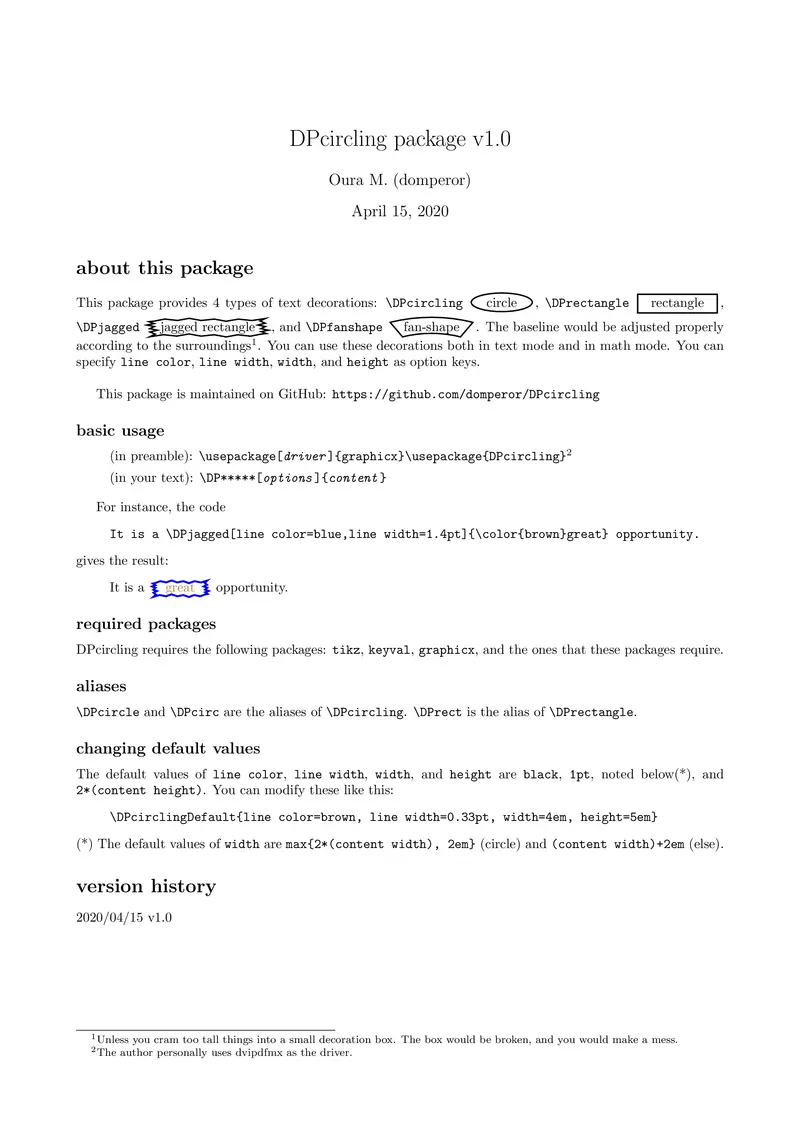 DPcircling package v1.0
Oura M. (domperor)
April 15, 2020
about this package
This package provides 4 types of text decorations: \DPcircling circle , \DPrectangle rectangle ,
\DPjagged jagged rectangle , and \DPfanshape fan-shape . The baseline would be adjusted properly
according to the surroundings1. You can use these decorations both in text mode and in math mode. You can
specify line color, line width, width, and height as option keys.
This package is maintained on GitHub: https://github.com/domperor/DPcircling
basic usage
(in preamble): \usepackage[driver]{graphicx}\usepackage{DPcircling}2
(in your text): \DP*****[options]{content}
For instance, the code
It is a \DPjagged[line color=blue,line width=1.4pt]{\color{brown}great} opportunity.
gives the result:
It is a great opportunity.
required packages
DPcircling requires the following packages: tikz, keyval, graphicx, and the ones that these packages require.
aliases
\DPcircle and \DPcirc are the aliases of \DPcircling. \DPrect is the alias of \DPrectangle.
changing default values
The default values of line color, line width, width, and height are black, 1pt, noted below(*), and
2*(content height). You can modify these like this:
\DPcirclingDefault{line color=brown, line width=0.33pt, width=4em, height=5em}
(*) The default values of width are max{2*(content width), 2em} (circle) and (content width)+2em (else).
version history
2020/04/15 v1.0
1Unless you cram too tall things into a small decoration box. The box would be broken, and you would make a mess.
2The author personally uses dvipdfmx as the driver.